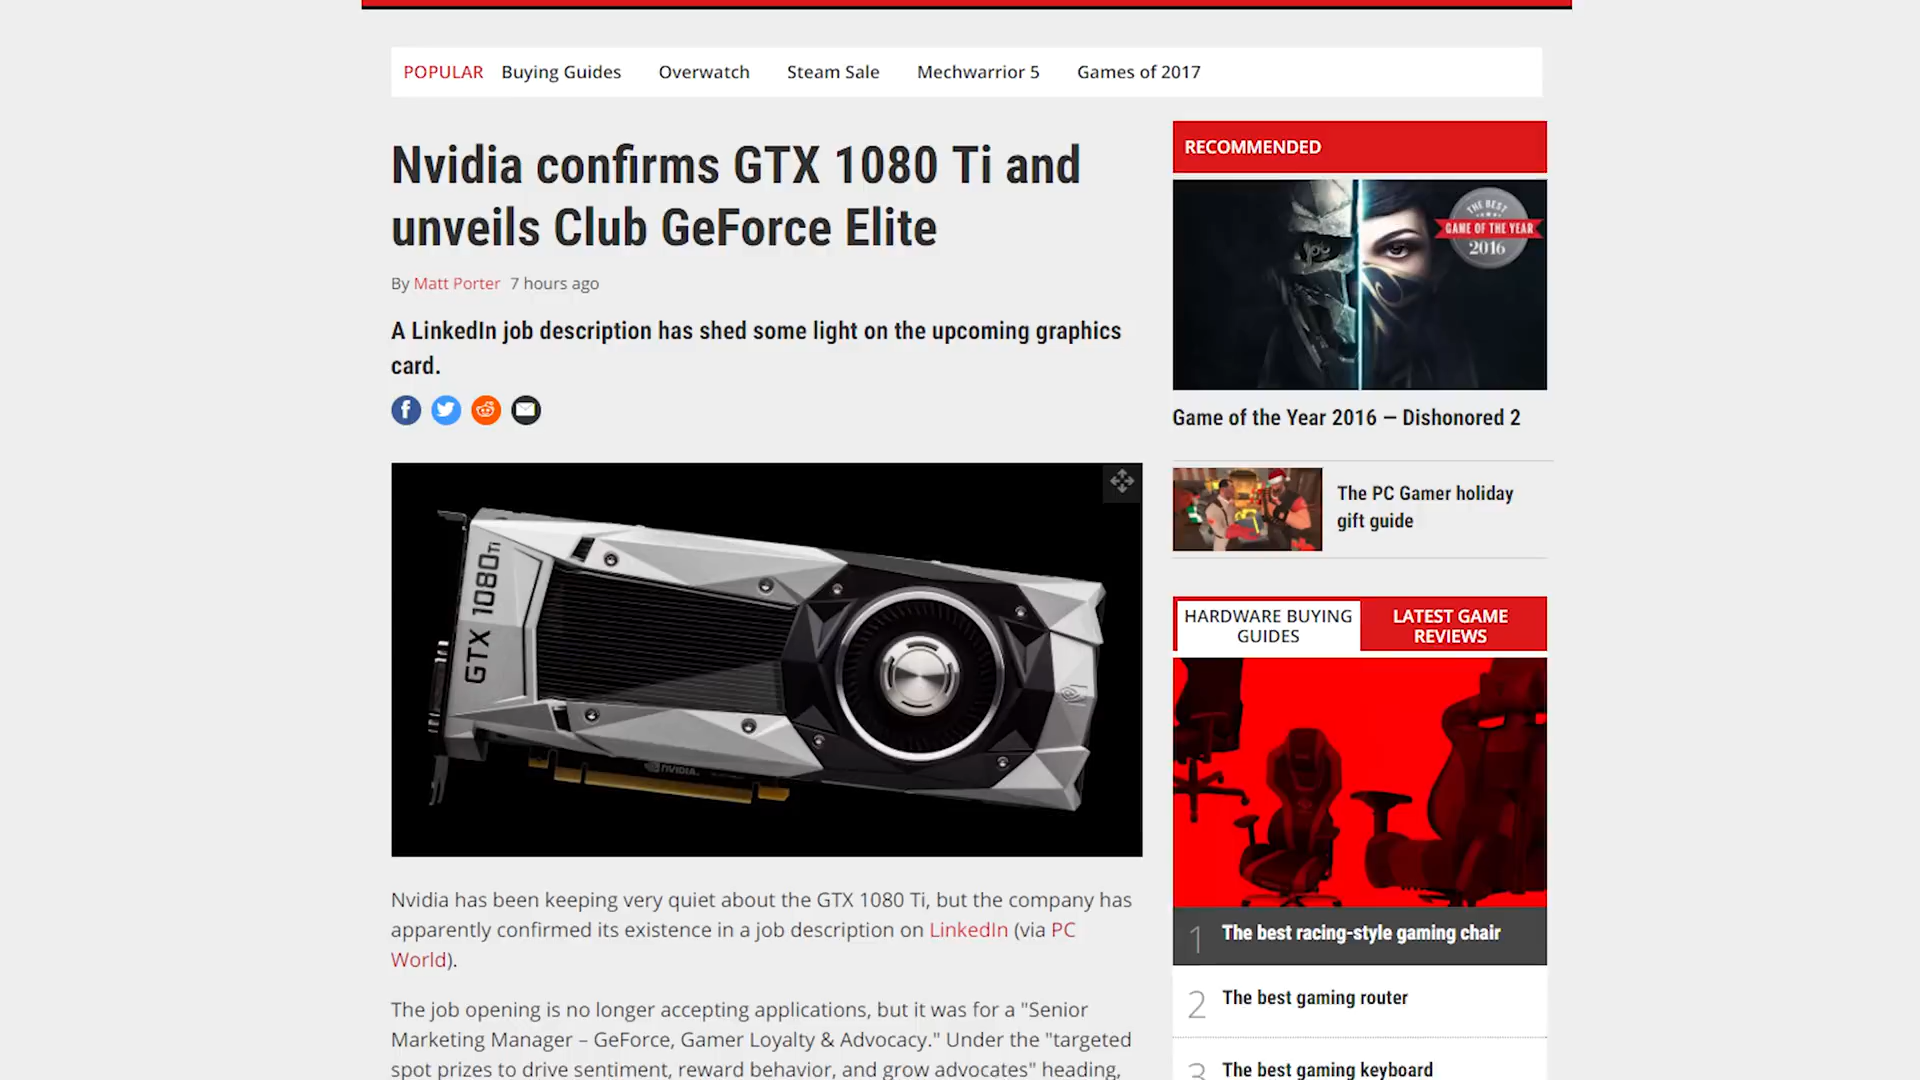 POPULAR Buying Guides Overwatch Steam Sale Mechwarrior 5 Games of 2017
Nvidia confirms GTX 1080 Ti and
unveils Club GeForce Elite
By Matt Porter 7 hours ago
A LinkedIn job description has shed some light on the upcoming graphics
card.
GTX 1080Ti
NVIDIA.
Nvidia has been keeping very quiet about the GTX 1080 Ti, but the company has
apparently confirmed its existence in a job description on LinkedIn (via PC
World).
The job opening is no longer accepting applications, but it was for a "Senior
Marketing Manager – GeForce, Gamer Loyalty & Advocacy." Under the "targeted
spot prizes to drive sentiment, reward behavior, and grow advocates" heading,
RECOMMENDED
THE BEST
GAME OF THE YEAR
2016
Game of the Year 2016 — Dishonored 2
The PC Gamer holiday
gift guide
HARDWARE BUYING
GUIDES
LATEST GAME
REVIEWS
1 The best racing-style gaming chair
2 The best gaming router
3 The best gaming keyboard